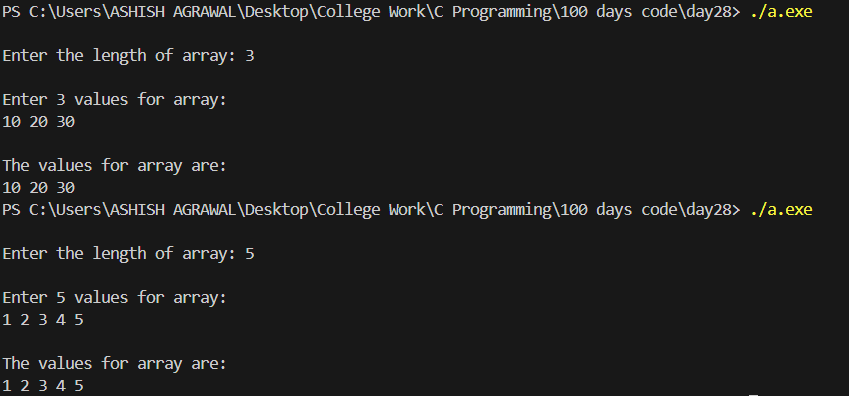 PS C:\Users\ASHISH AGRAWAL\Desktop\College Work\C Programming\100 days code\day28> ./a.exe
Enter the length of array: 3
Enter 3 values for array:
10 20 30
The values for array are:
10 20 30
PS C:\Users\ASHISH AGRAWAL\Desktop\College Work\C Programming\100 days code\day28> ./a.exe
Enter the length of array: 5
Enter 5 values for array:
1 2 3 4 5
The values for array are:
1 2 3 4 5